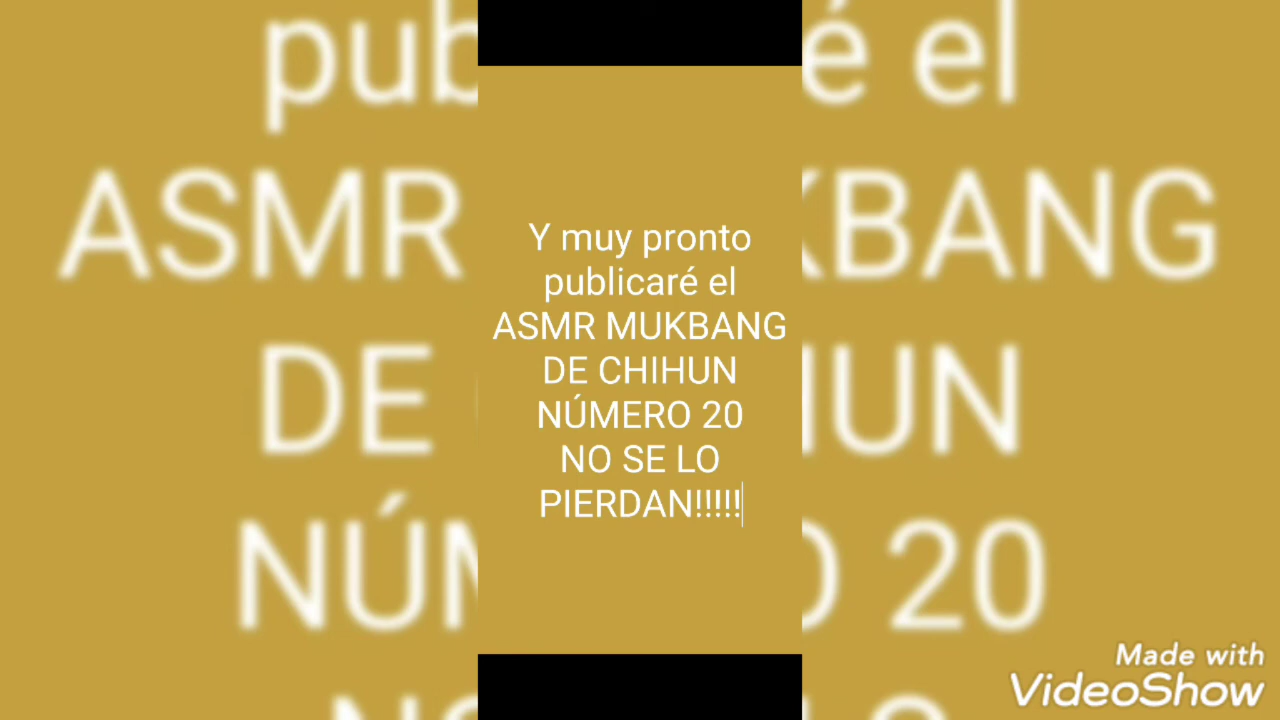 Y muy pronto
publicaré el
ASMR MUKBANG
DE CHIHUN
NÚMERO 20
NO SE LO
PIERDAN!!!!!
Made with
VideoShow